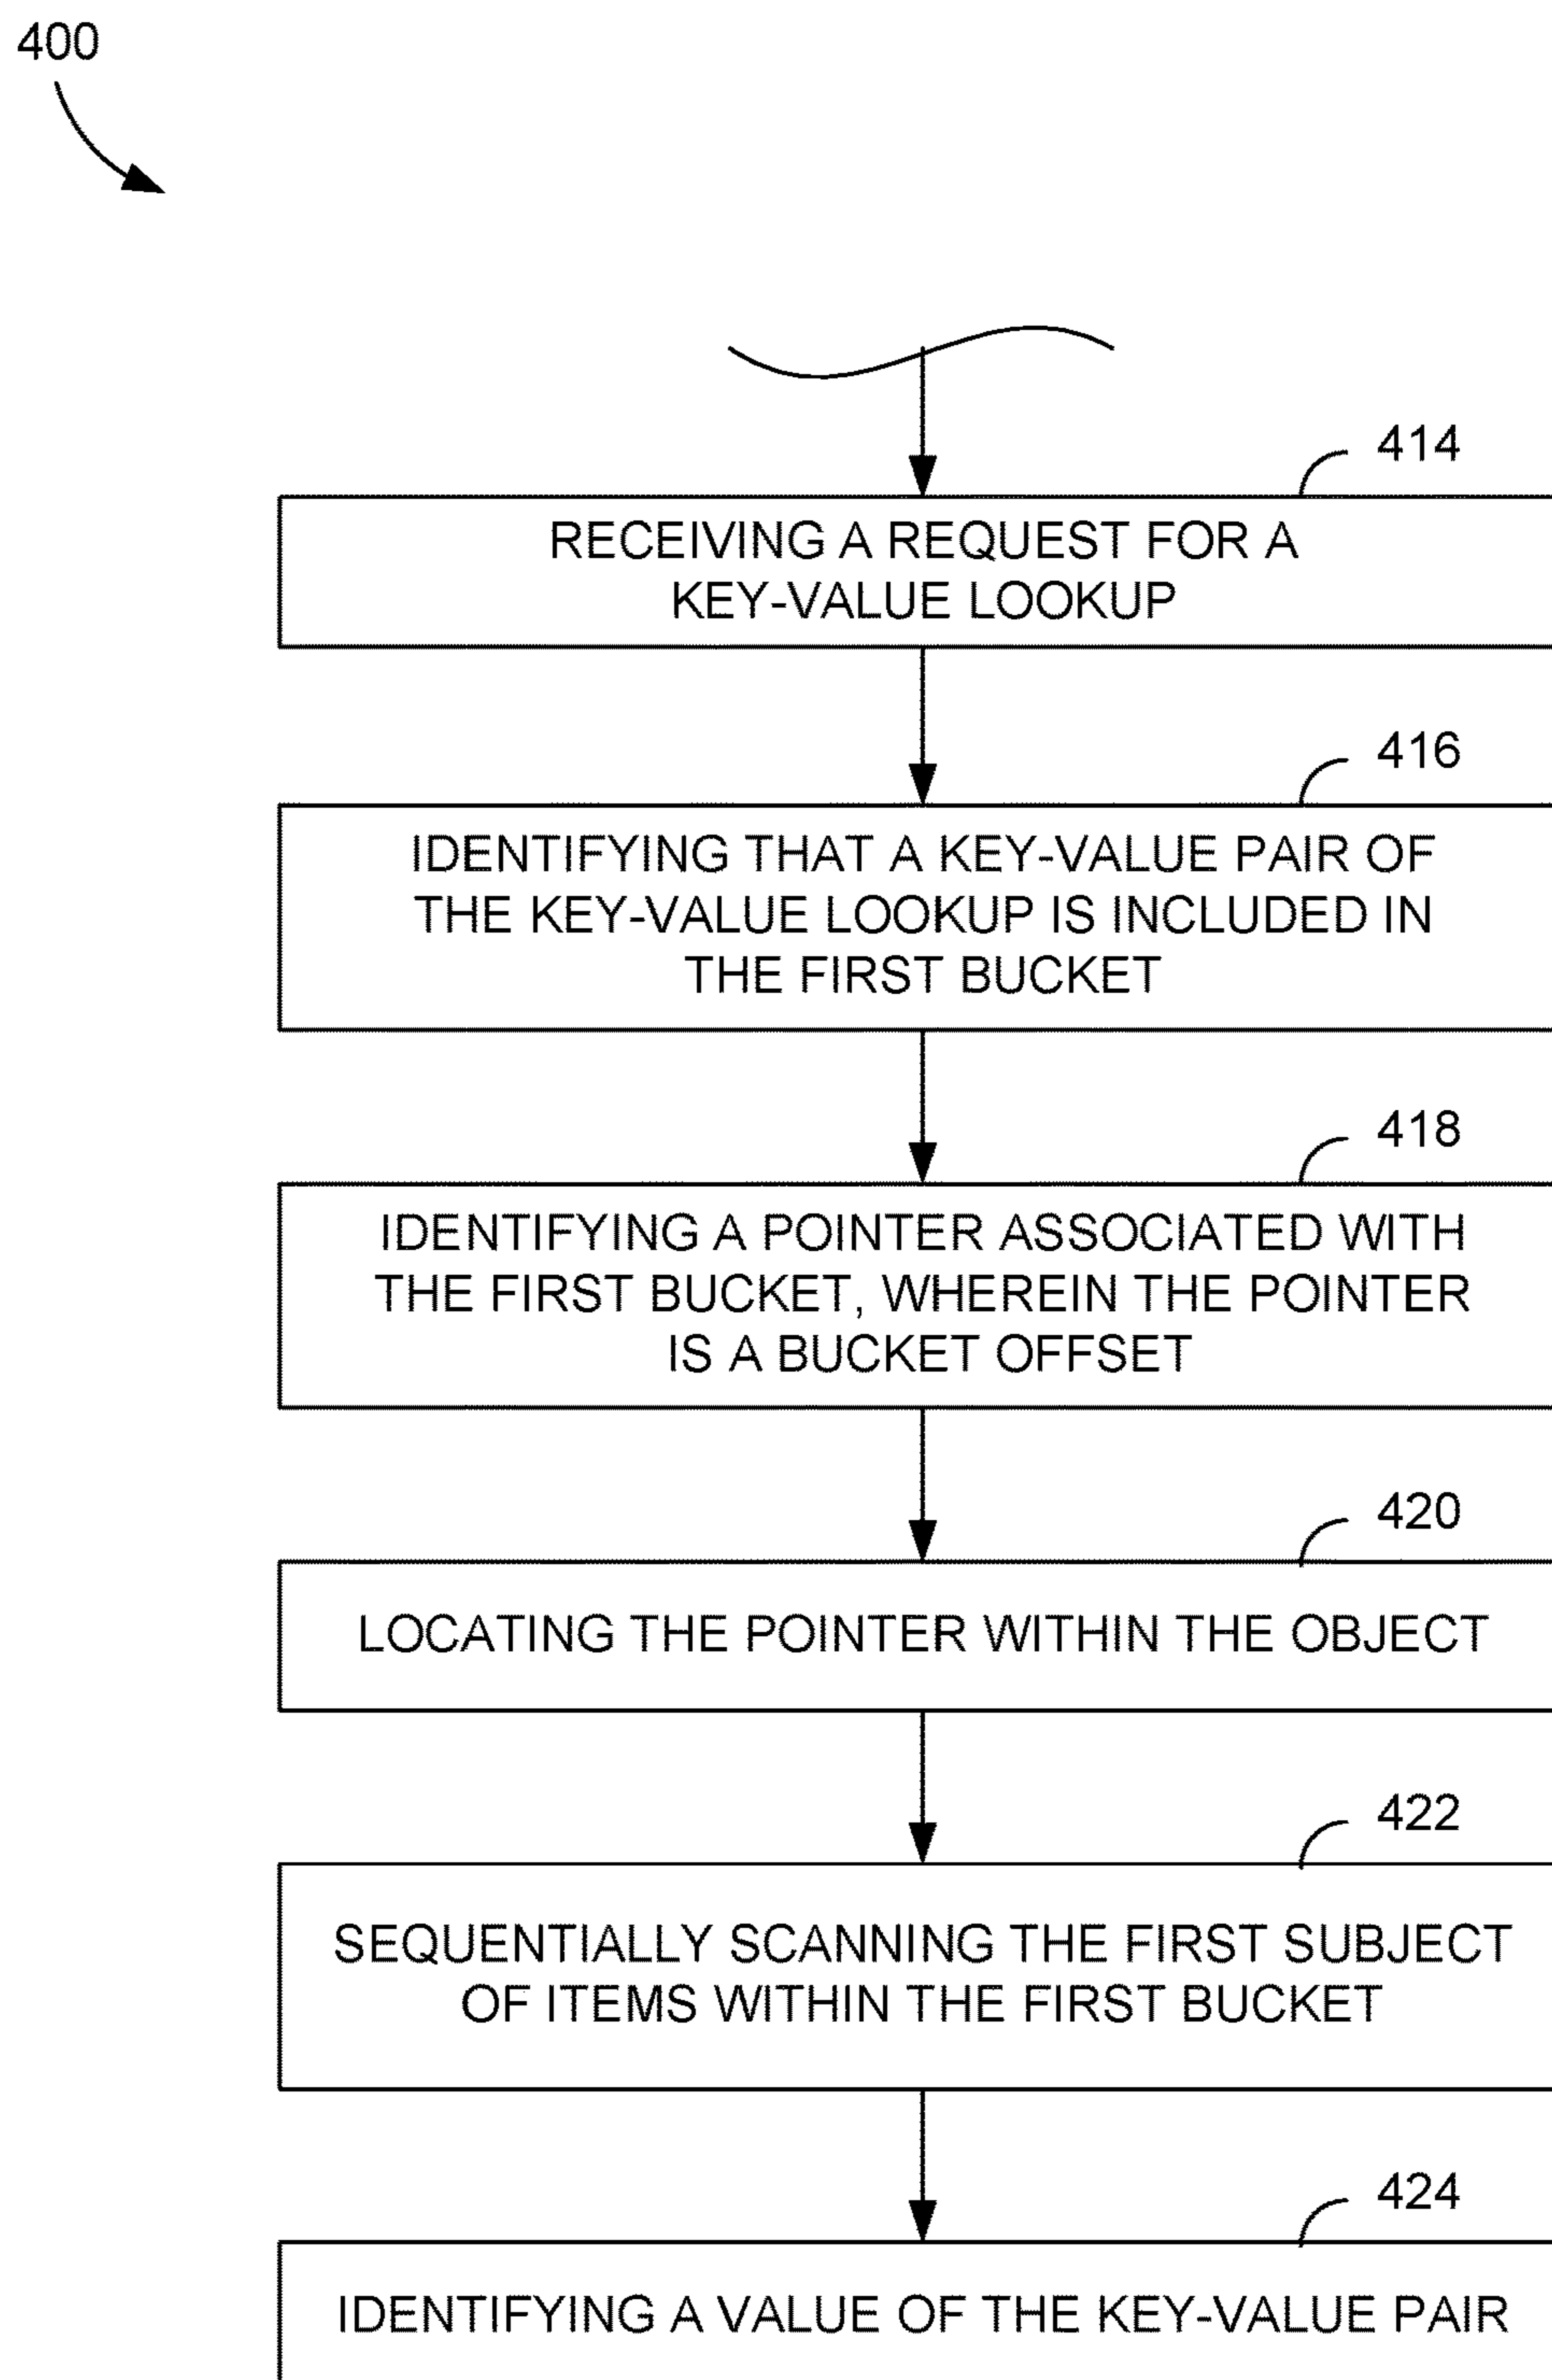 400
414
RECEIVING A REQUEST FOR A
KEY-VALUE LOOKUP
416
IDENTIFYING THAT A KEY-VALUE PAIR OF
THE KEY-VALUE LOOKUP IS INCLUDED IN
THE FIRST BUCKET
418
IDENTIFYING A POINTER ASSOCIATED WITH
THE FIRST BUCKET, WHEREIN THE POINTER
IS A BUCKET OFFSET
420
LOCATING THE POINTER WITHIN THE OBJECT
422
SEQUENTIALLY SCANNING THE FIRST SUBJECT
OF ITEMS WITHIN THE FIRST BUCKET
424
IDENTIFYING A VALUE OF THE KEY-VALUE PAIR